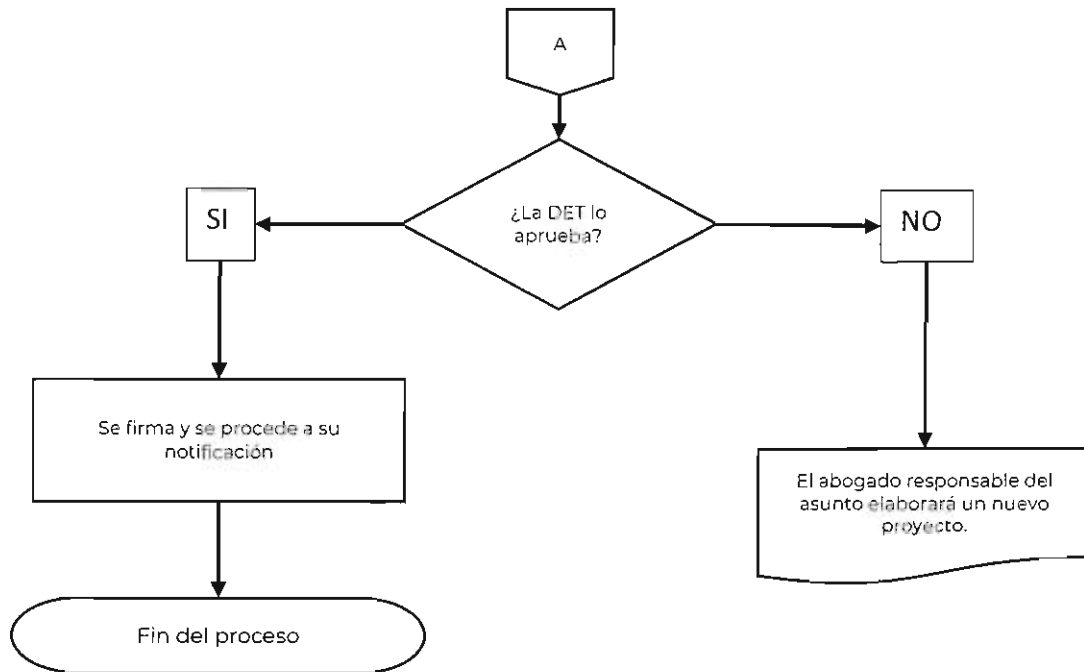 A
¿La DET lo
aprueba?
SI
NO
Se firma y se procede a su
notificación
El abogado responsable del
asunto elaborará un nuevo
proyecto.
Fin del proceso